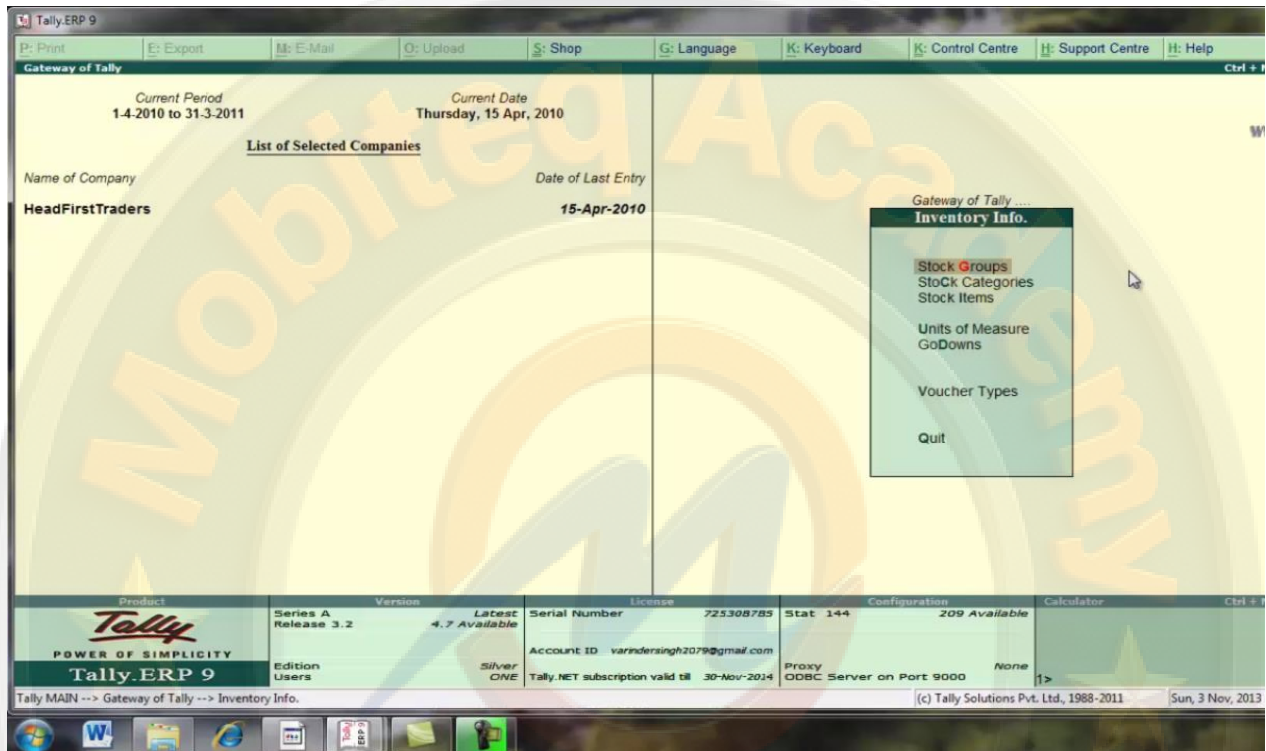 Tally.ERP 9
P: Print E: Export M: E-Mail O: Upload S: Shop G: Language K: Keyboard K: Control Centre H: Support Centre H: Help
Gateway of Tally Ctrl +
Current Period Current Date
1-4-2010 to 31-3-2011 Thursday, 15 Apr, 2010
List of Selected Companies
Name of Company Date of Last Entry
HeadFirstTraders 15-Apr-2010
Gateway of Tally ....
Inventory Info.
Stock Groups
StoCk Categories
Stock Items
Units of Measure
GoDowns
Voucher Types
Quit
Mobiteq Academy
Product Version License Configuration Calculator Ctrl +
Tally
POWER OF SIMPLICITY
Tally.ERP 9
Series A Latest
Release 3.2 4.7 Available
Edition Silver
Users ONE
Serial Number 725308785
Account ID varindersingh2079@gmail.com
Tally.NET subscription valid till 30-Nov-2014
Stat 144 209 Available
Proxy None
ODBC Server on Port 9000
1>
Tally MAIN --> Gateway of Tally --> Inventory Info. (c) Tally Solutions Pvt. Ltd., 1988-2011 Sun, 3 Nov, 2013